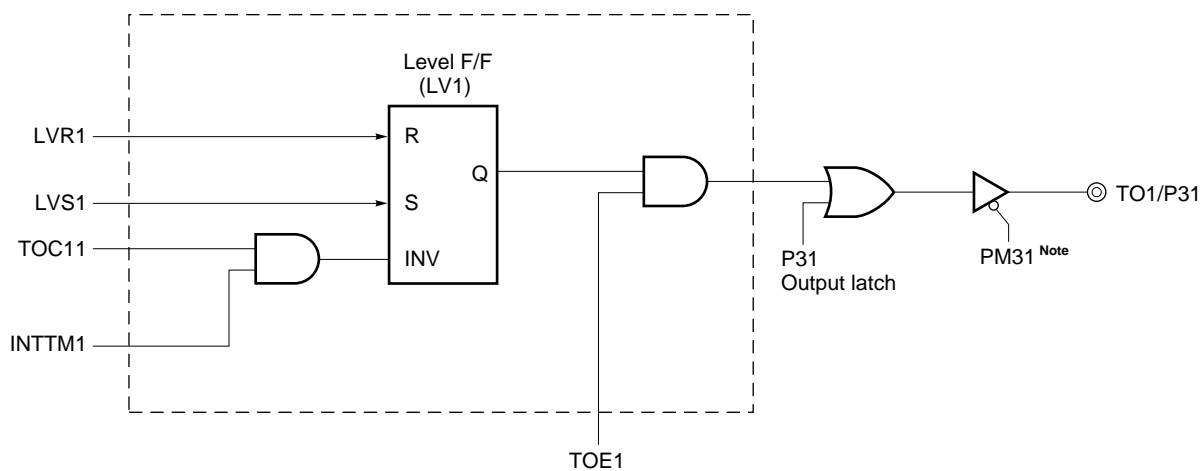 Level F/F
(LV1)
LVR1
R
Q
TO1/P31
LVS1
S
TOC11
INV
P31
Output latch
PM31 Note
INTTM1
TOE1